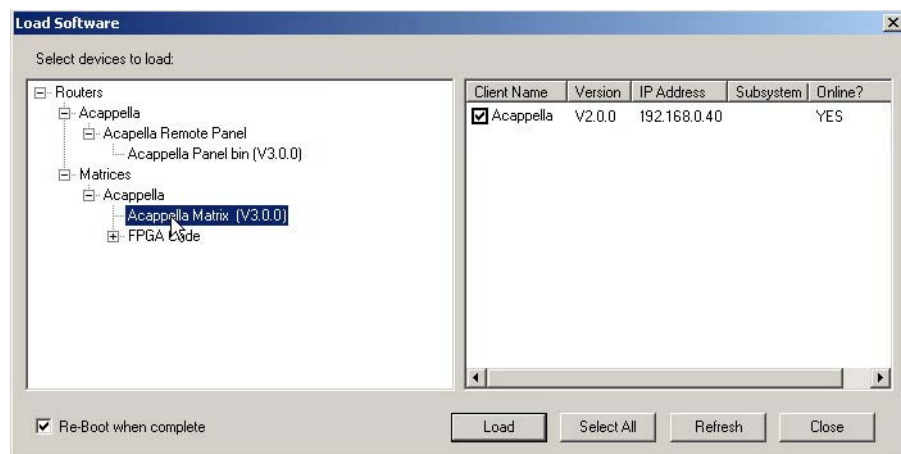 Load Software
Select devices to load:
Routers
Acappella
Acapella Remote Panel
Acappella Panel bin (V3.0.0)
Matrices
Acappella
Acappella Matrix (V3.0.0)
FPGA Code
Client Name Version IP Address Subsystem Online?
Acappella V2.0.0 192.168.0.40 YES
Re-Boot when complete
Load Select All Refresh Close